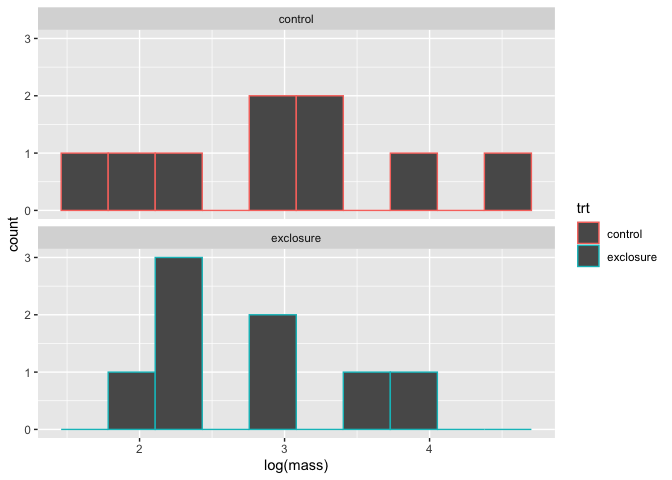 control
3
2
1
0
exclosure
3
2
1
0
2 3 4
log(mass)
count
trt
control
exclosure